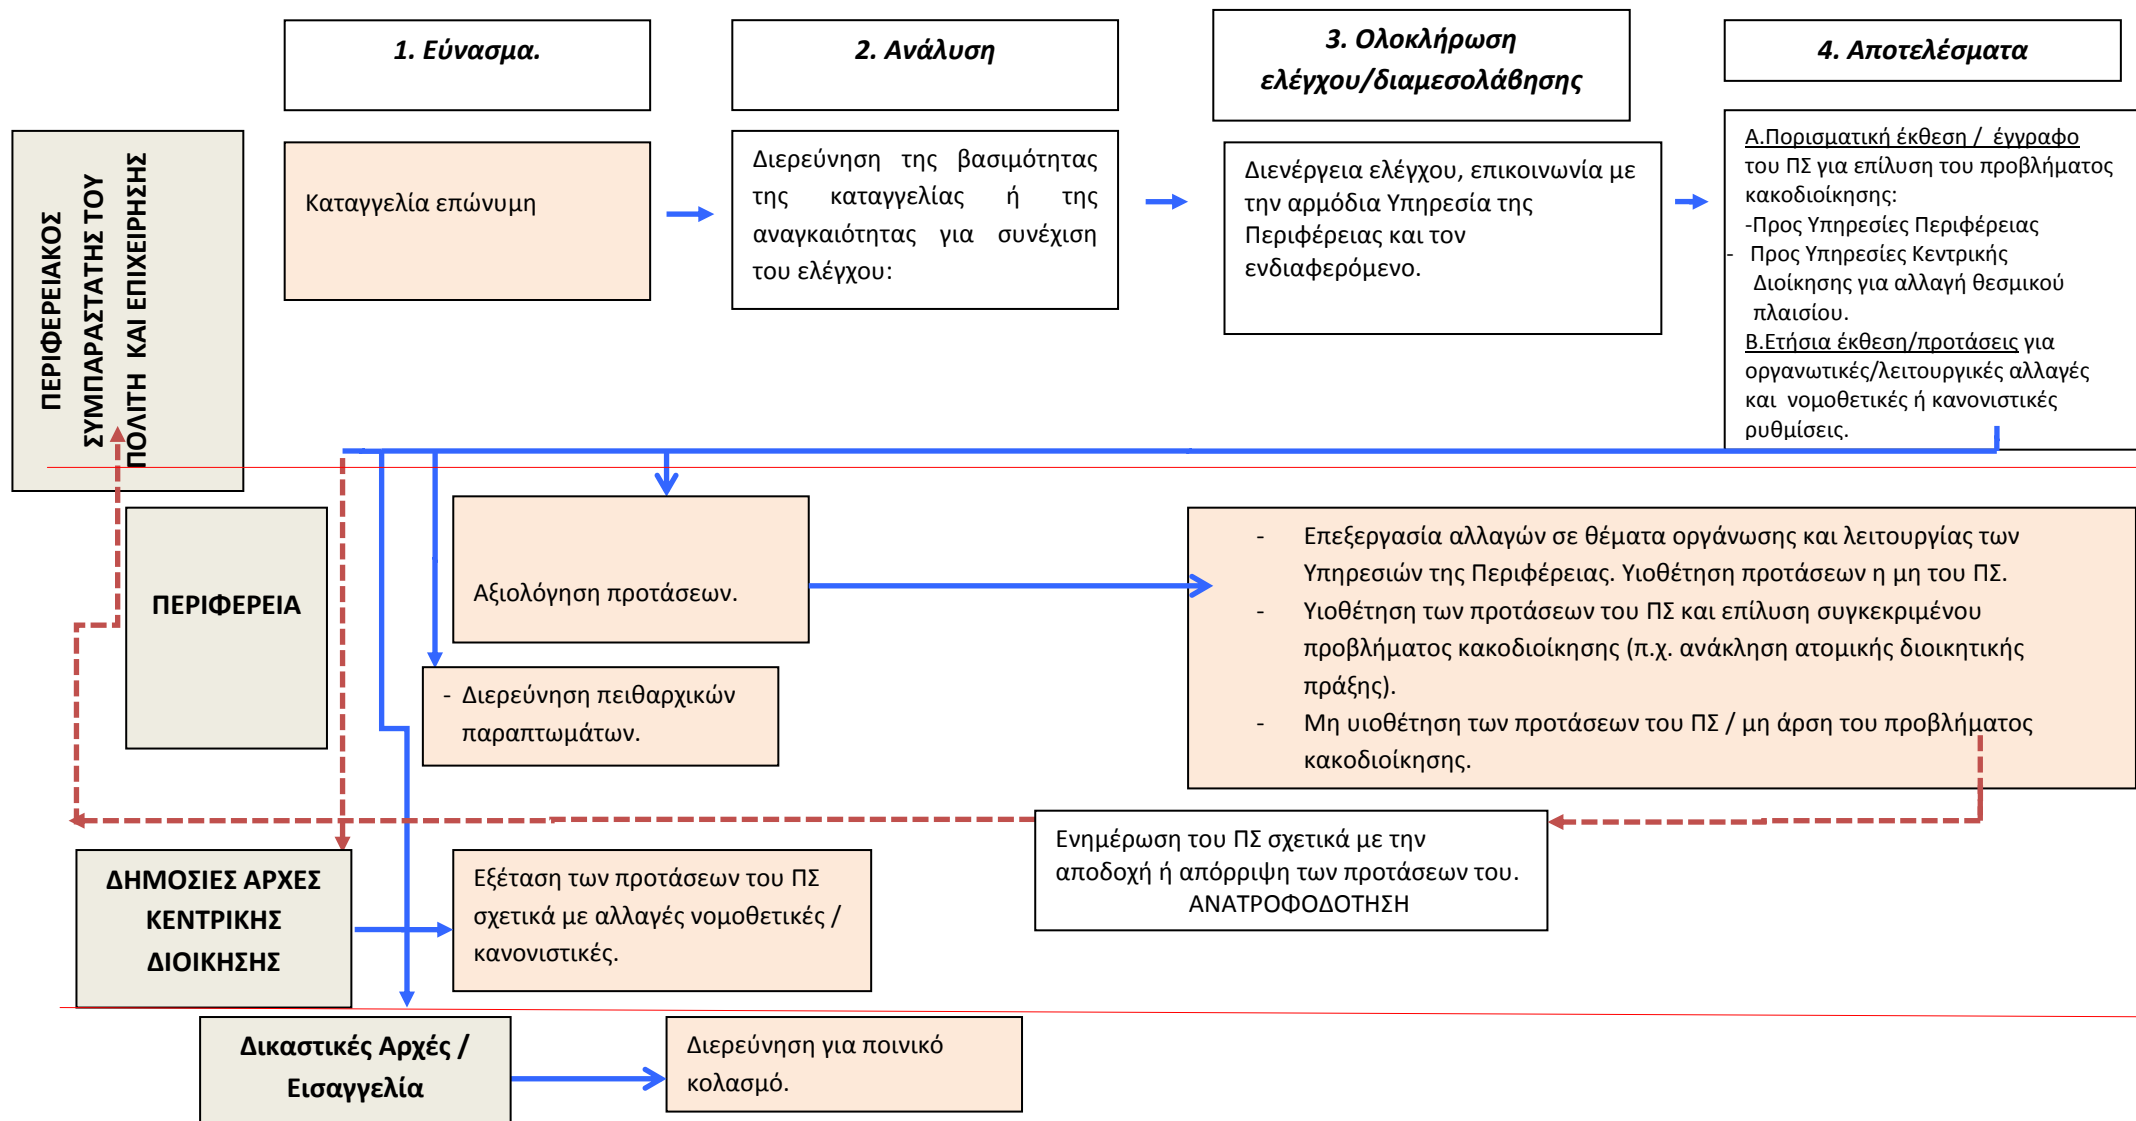 1. Εύνασμα.
2. Ανάλυση
3. Ολοκλήρωση
ελέγχου/διαμεσολάβησης
4. Αποτελέσματα
ΠΕΡΙΦΕΡΕΙΑΚΟΣ
ΣΥΜΠΑΡΑΣΤΑΤΗΣ ΤΟΥ
ΠΟΛΙΤΗ ΚΑΙ ΕΠΙΧΕΙΡΗΣΗΣ
Καταγγελία επώνυμη
Διερεύνηση της βασιμότητας
της καταγγελίας ή της
αναγκαιότητας για συνέχιση
του ελέγχου:
Διενέργεια ελέγχου, επικοινωνία με
την αρμόδια Υπηρεσία της
Περιφέρειας και τον
ενδιαφερόμενο.
Α.Πορισματική έκθεση / έγγραφο
του ΠΣ για επίλυση του προβλήματος
κακοδιοίκησης:
-Προς Υπηρεσίες Περιφέρειας
- Προς Υπηρεσίες Κεντρικής
Διοίκησης για αλλαγή θεσμικού
πλαισίου.
Β.Ετήσια έκθεση/προτάσεις για
οργανωτικές/λειτουργικές αλλαγές
και νομοθετικές ή κανονιστικές
ρυθμίσεις.
ΠΕΡΙΦΕΡΕΙΑ
Αξιολόγηση προτάσεων.
- Διερεύνηση πειθαρχικών
παραπτωμάτων.
- Επεξεργασία αλλαγών σε θέματα οργάνωσης και λειτουργίας των
Υπηρεσιών της Περιφέρειας. Υιοθέτηση προτάσεων η μη του ΠΣ.
- Υιοθέτηση των προτάσεων του ΠΣ και επίλυση συγκεκριμένου
προβλήματος κακοδιοίκησης (π.χ. ανάκληση ατομικής διοικητικής
πράξης).
- Μη υιοθέτηση των προτάσεων του ΠΣ / μη άρση του προβλήματος
κακοδιοίκησης.
Ενημέρωση του ΠΣ σχετικά με την
αποδοχή ή απόρριψη των προτάσεων του.
ΑΝΑΤΡΟΦΟΔΟΤΗΣΗ
ΔΗΜΟΣΙΕΣ ΑΡΧΕΣ
ΚΕΝΤΡΙΚΗΣ
ΔΙΟΙΚΗΣΗΣ
Εξέταση των προτάσεων του ΠΣ
σχετικά με αλλαγές νομοθετικές /
κανονιστικές.
Δικαστικές Αρχές /
Εισαγγελία
Διερεύνηση για ποινικό
κολασμό.